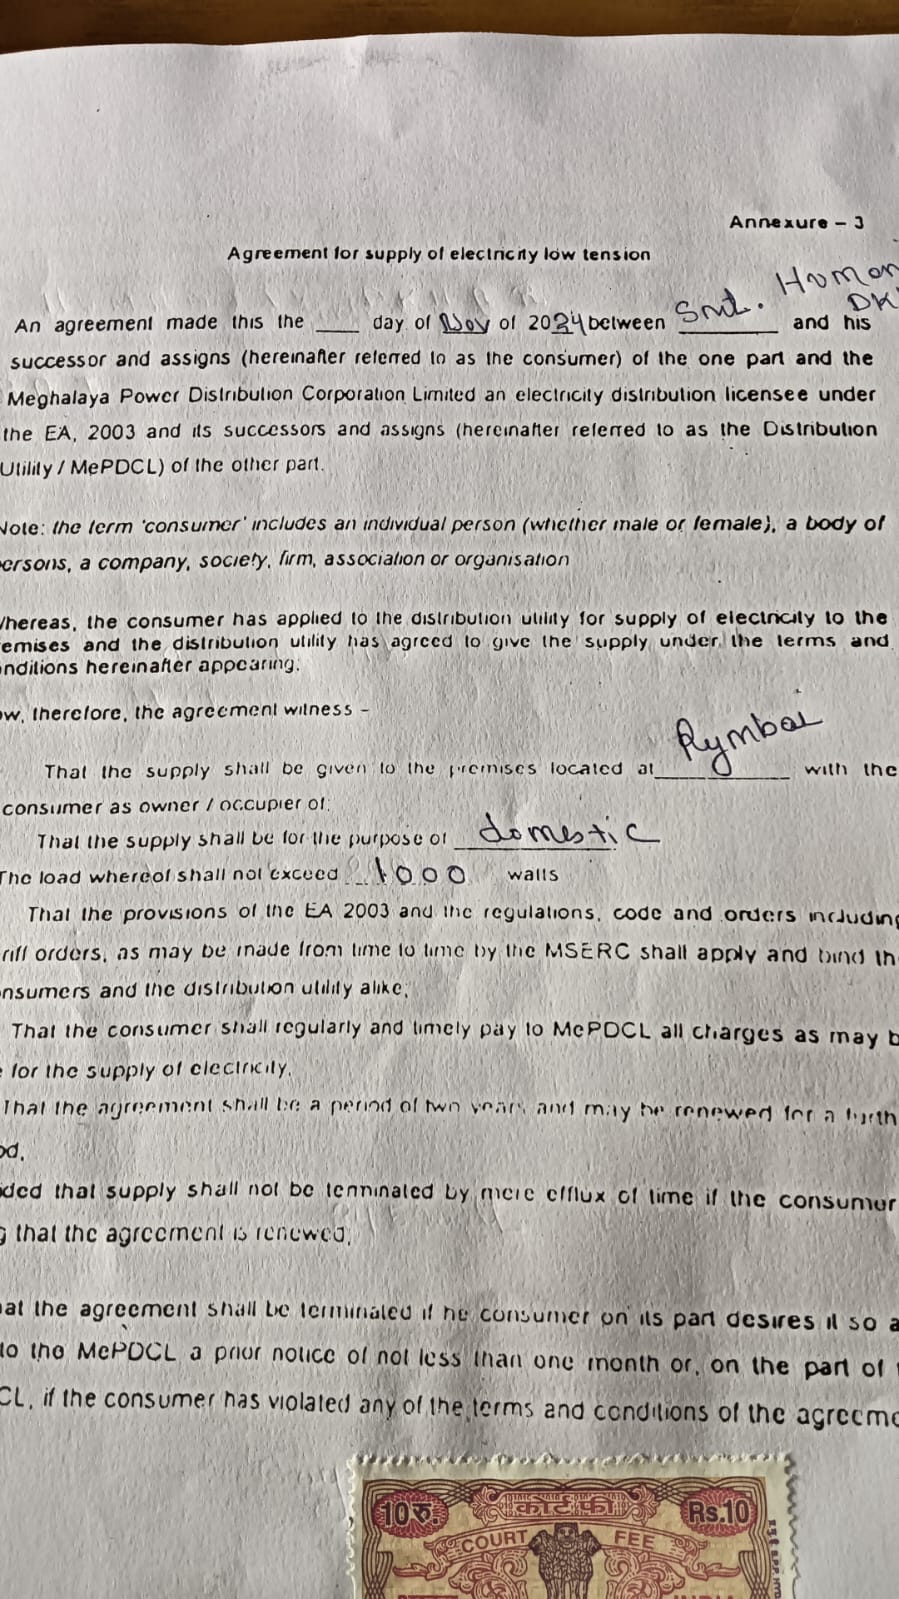 Annexure - 3
Agreement for supply of electricity low tension
An agreement made this the ____ day of Nov of 2024 between Smt. Humon DK and his
successor and assigns (hereinafter referred to as the consumer) of the one part and the
Meghalaya Power Distribution Corporation Limited an electricity distribution licensee under
the EA, 2003 and its successors and assigns (hereinafter referred to as the Distribution
Utility / MePDCL) of the other part.
Note: the term 'consumer' includes an individual person (whether male or female), a body of
ersons, a company, society, firm, association or organisation
Whereas, the consumer has applied to the distribution utility for supply of electricity to the
emises and the distribution utility has agreed to give the supply under the terms and
nditions hereinafter appearing.
ow, therefore, the agreement witness -
That the supply shall be given to the premises located at Rymbai with the
consumer as owner / occupier of:
That the supply shall be for the purpose of domestic
The load whereof shall not exceed 1000 watts
That the provisions of the EA 2003 and the regulations, code and orders including
riff orders, as may be made from time to time by the MSERC shall apply and bind th
nsumers and the distribution utility alike;
That the consumer shall regularly and timely pay to MePDCL all charges as may b
for the supply of electricity.
That the agreement shall be a period of two years and may be renewed for a furth
od,
ided that supply shall not be terminated by mere efflux of time if the consumer
g that the agreement is renewed;
hat the agreement shall be terminated if he consumer on its part desires it so a
to the MePDCL a prior notice of not less than one month or, on the part of
CL, if the consumer has violated any of the terms and conditions of the agreeme
10रु. कोर्ट फी Rs.10
COURT FEE